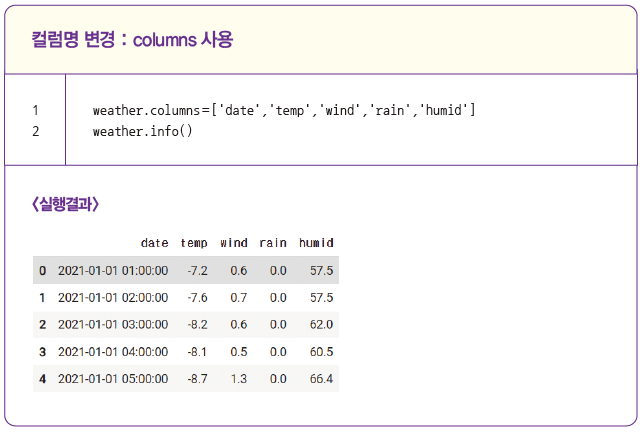 컬럼명 변경 : columns 사용
1 weather.columns=['date','temp','wind','rain','humid']
2 weather.info()
〈실행결과〉
date temp wind rain humid
0 2021-01-01 01:00:00 -7.2 0.6 0.0 57.5
1 2021-01-01 02:00:00 -7.6 0.7 0.0 57.5
2 2021-01-01 03:00:00 -8.2 0.6 0.0 62.0
3 2021-01-01 04:00:00 -8.1 0.5 0.0 60.5
4 2021-01-01 05:00:00 -8.7 1.3 0.0 66.4